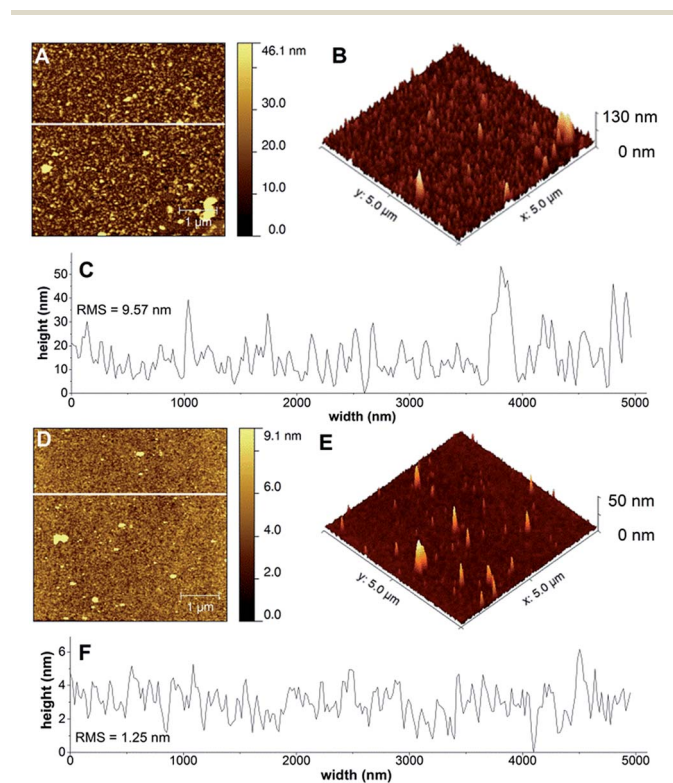 A
46.1 nm
30.0
20.0
10.0
0.0
1 μm
B
130 nm
0 nm
y: 5.0 μm
x: 5.0 μm
C
RMS = 9.57 nm
height (nm)
50
40
30
20
10
0
0
1000
2000
3000
4000
5000
width (nm)
D
9.1 nm
6.0
4.0
2.0
0.0
1 μm
E
50 nm
0 nm
y: 5.0 μm
x: 5.0 μm
F
RMS = 1.25 nm
height (nm)
6
4
2
0
0
1000
2000
3000
4000
5000
width (nm)